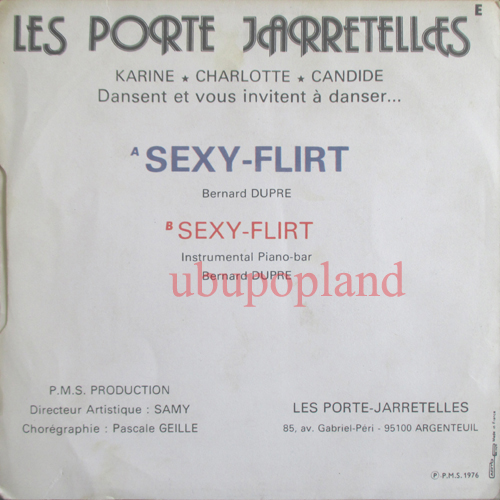 E
LES PORTE JARRETELLES
KARINE ★ CHARLOTTE ★ CANDIDE
Dansent et vous invitent à danser...
A SEXY-FLIRT
Bernard DUPRE
B SEXY-FLIRT
Instrumental Piano-bar
Bernard DUPRE
ubupopland
P.M.S. PRODUCTION
Directeur Artistique : SAMY
Chorégraphie : Pascale GEILLE
LES PORTE-JARRETELLES
85, av. Gabriel-Péri - 95100 ARGENTEUIL
Ⓟ P.M.S. 1976